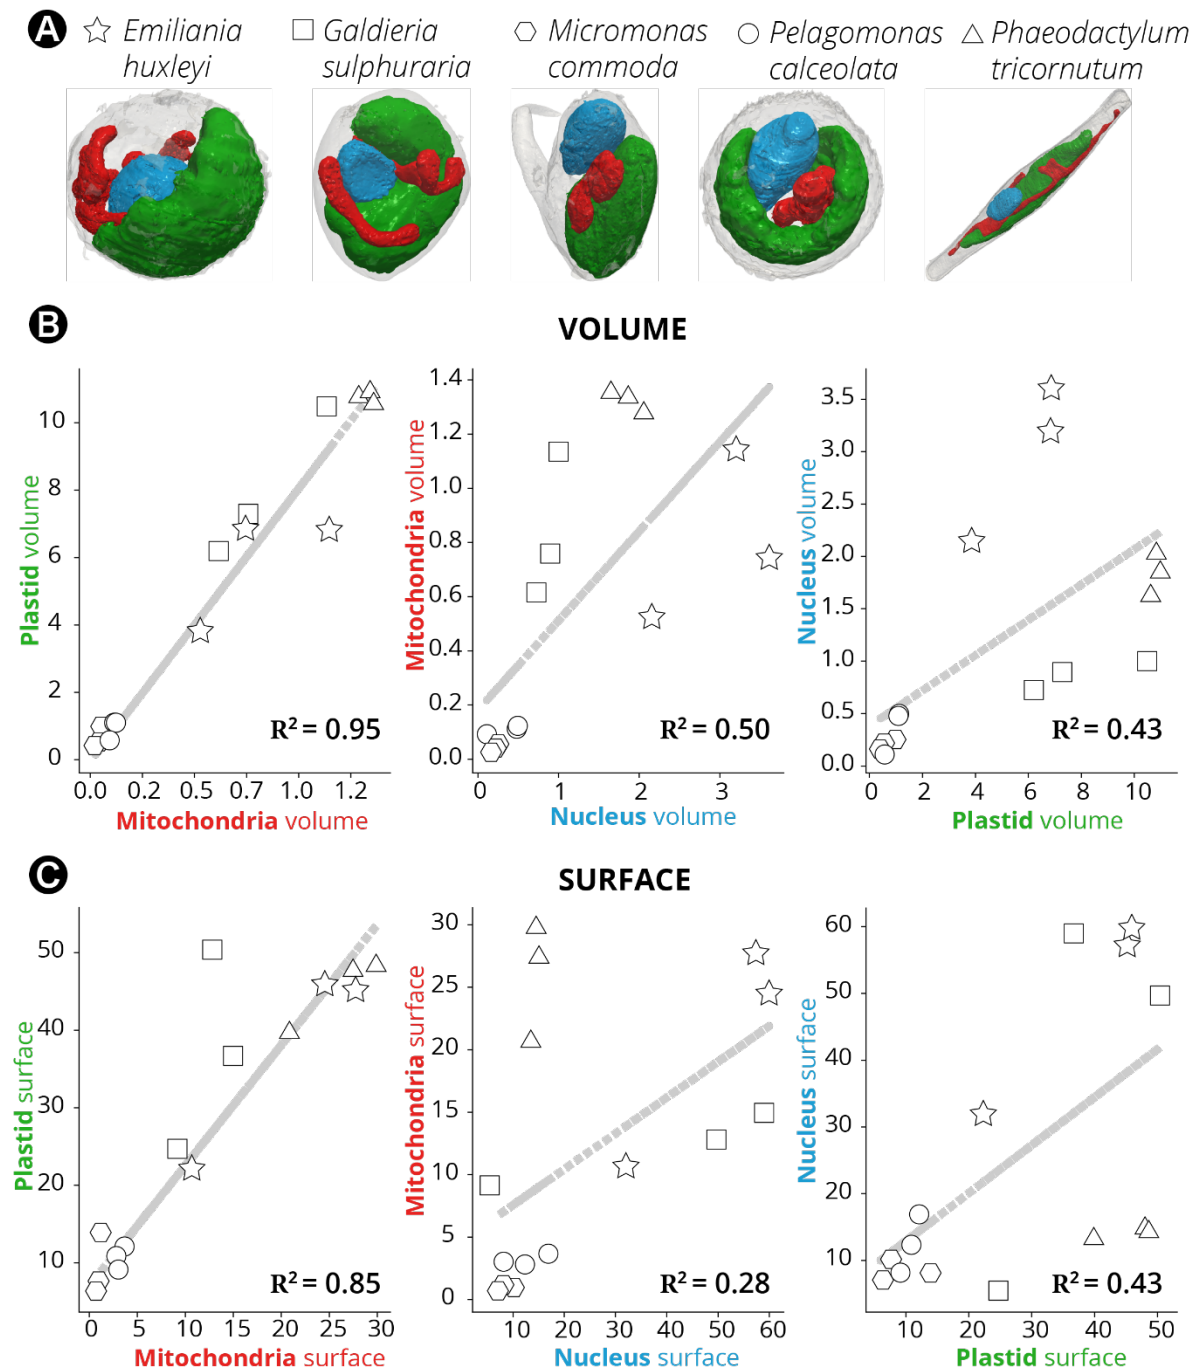 A
Emiliania
huxleyi
Galdieria
sulphuraria
Micromonas
commoda
Pelagomonas
calceolata
Phaeodactylum
tricornutum
B
VOLUME
Plastid volume
10
8
6
4
2
0
0.0 0.2 0.7 1.0 1.2
Mitochondria volume
R² = 0.95
Mitochondria volume
1.4
1.2
1.0
0.8
0.6
0.4
0.2
0.0
0 1 2 3
Nucleus volume
R² = 0.50
Nucleus volume
3.5
3.0
2.5
2.0
1.5
1.0
0.5
0.0
0 2 4 6 8 10
Plastid volume
R² = 0.43
C
SURFACE
Plastid surface
50
40
30
20
10
0 5 10 15 20 25 30
Mitochondria surface
R² = 0.85
Mitochondria surface
30
25
20
15
10
5
0
10 20 30 40 50 60
Nucleus surface
R² = 0.28
Nucleus surface
60
50
40
30
20
10
10 20 30 40 50
Plastid surface
R² = 0.43